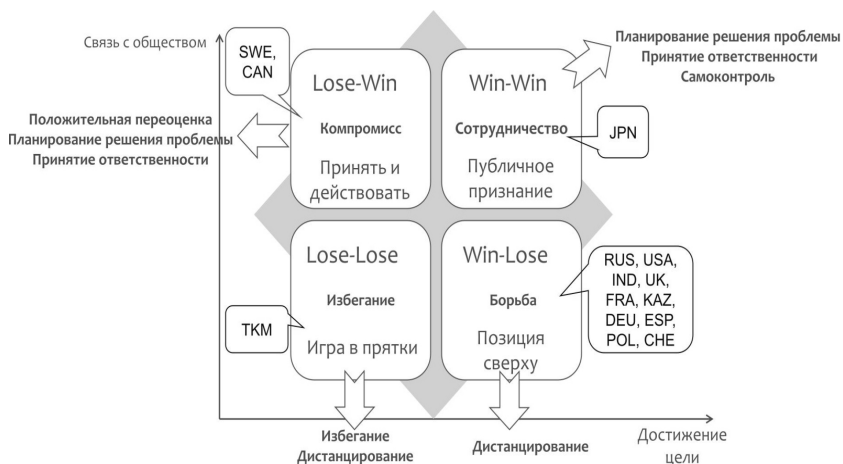 Связь с обществом
SWE,
CAN
Lose-Win
Компромисс
Принять и
действовать
Win-Win
Сотрудничество
Публичное
признание
JPN
Планирование решения проблемы
Принятие ответственности
Самоконтроль
Положительная переоценка
Планирование решения проблемы
Принятие ответственности
Lose-Lose
Избегание
Игра в прятки
TKM
Win-Lose
Борьба
Позиция
сверху
RUS, USA,
IND, UK,
FRA, KAZ,
DEU, ESP,
POL, CHE
Избегание
Дистанцирование
Дистанцирование
Достижение
цели